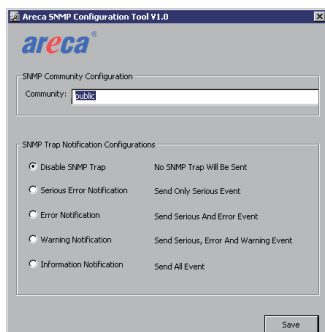 Areca SNMP Configuration Tool V1.0
areca
SNMP Community Configuration
Community: public
SNMP Trap Notification Configurations
Disable SNMP Trap No SNMP Trap Will Be Sent
Serious Error Notification Send Only Serious Event
Error Notification Send Serious And Error Event
Warning Notification Send Serious, Error And Warning Event
Information Notification Send All Event
Save